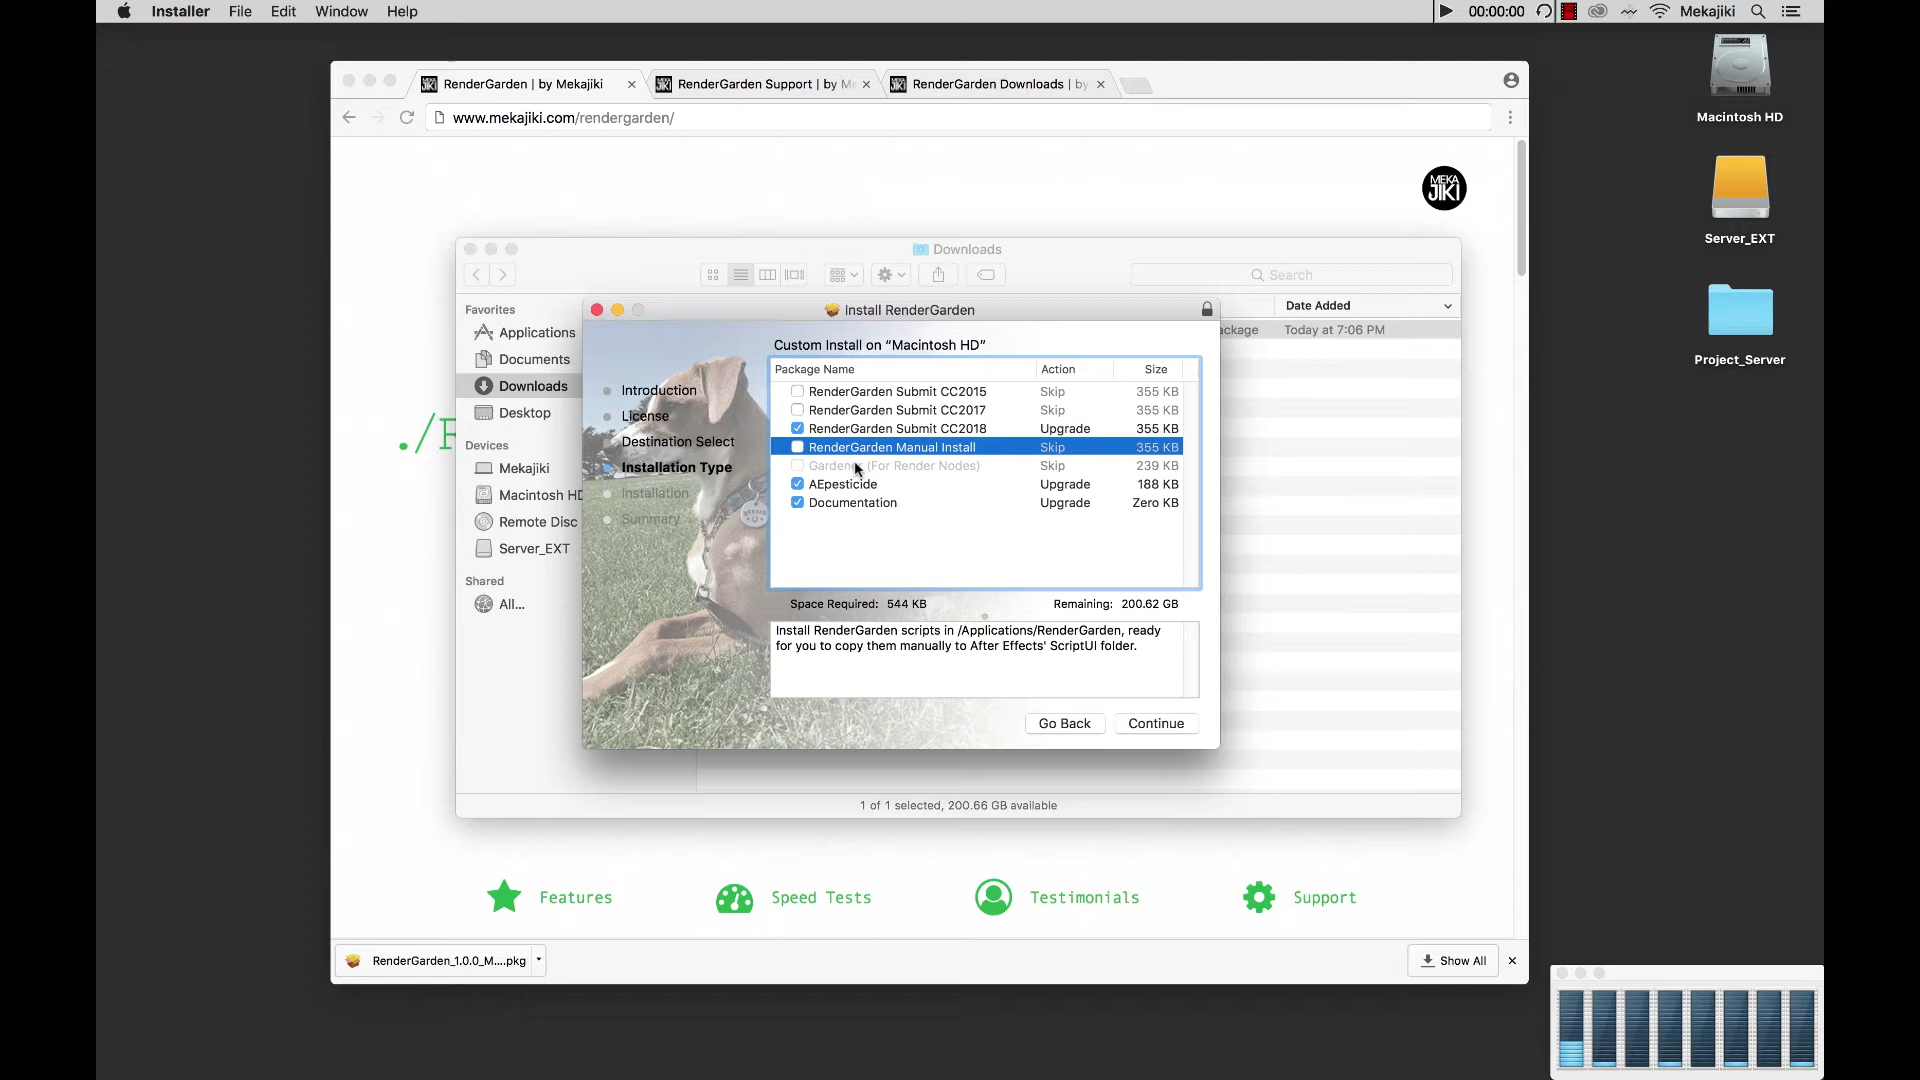 Installer File Edit Window Help
00:00:00 Mekajiki
Macintosh HD
Server_EXT
Project_Server
RenderGarden | by Mekajiki
RenderGarden Support | by Me
RenderGarden Downloads | by
www.mekajiki.com/rendergarden/
MEKA
JIKI
./R
Downloads
Search
Favorites
Applications
Documents
Downloads
Desktop
Devices
Mekajiki
Macintosh HD
Remote Disc
Server_EXT
Shared
All...
Date Added
ackage Today at 7:06 PM
Install RenderGarden
Introduction
License
Destination Select
Installation Type
Installation
Summary
Custom Install on “Macintosh HD”
Package Name Action Size
RenderGarden Submit CC2015 Skip 355 KB
RenderGarden Submit CC2017 Skip 355 KB
RenderGarden Submit CC2018 Upgrade 355 KB
RenderGarden Manual Install Skip 355 KB
Gardener (For Render Nodes) Skip 239 KB
AEpesticide Upgrade 188 KB
Documentation Upgrade Zero KB
Space Required: 544 KB Remaining: 200.62 GB
Install RenderGarden scripts in /Applications/RenderGarden, ready
for you to copy them manually to After Effects' ScriptUI folder.
Go Back Continue
1 of 1 selected, 200.66 GB available
Features Speed Tests Testimonials Support
RenderGarden_1.0.0_M....pkg
Show All